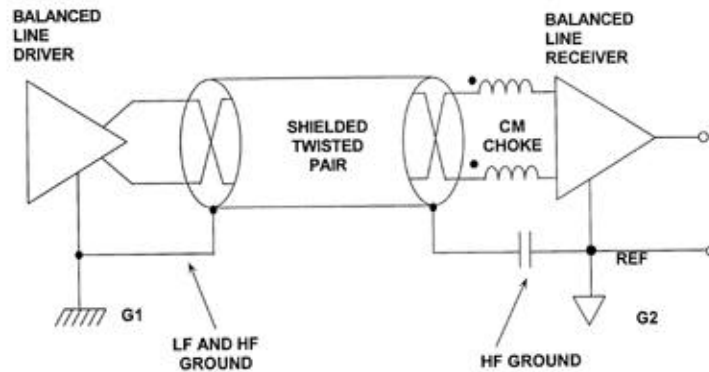 BALANCED
LINE
DRIVER
BALANCED
LINE
RECEIVER
SHIELDED
TWISTED
PAIR
CM
CHOKE
G1
REF
G2
LF AND HF
GROUND
HF GROUND